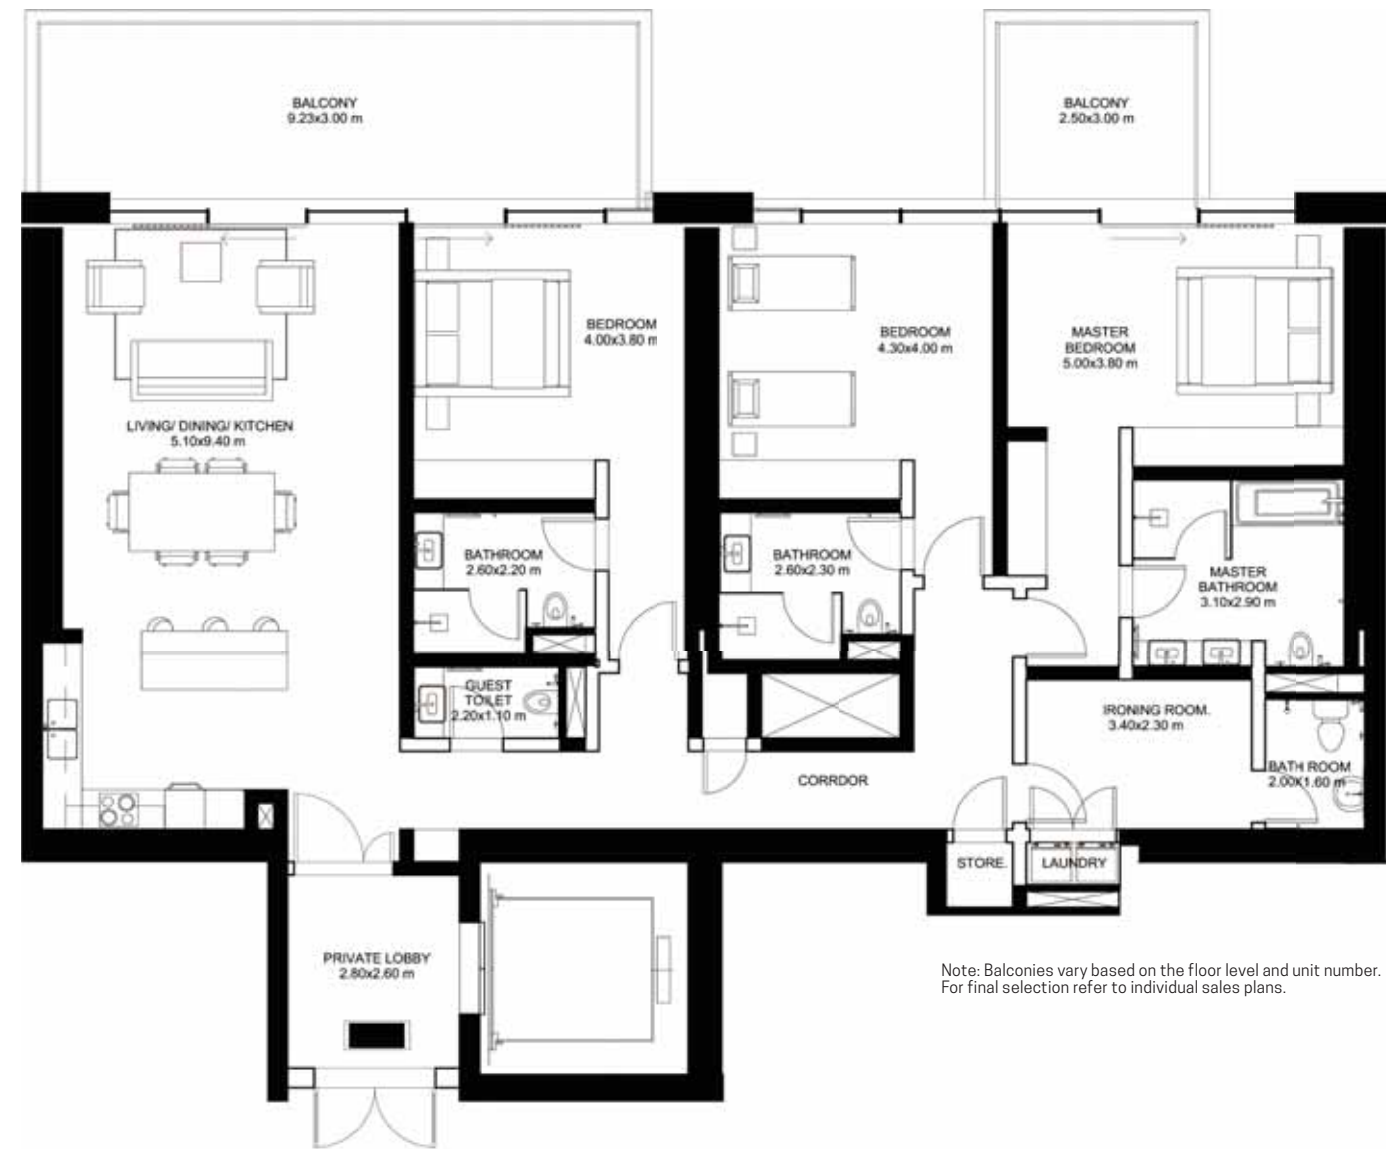 BALCONY
9.23x3.00 m
BALCONY
2.50x3.00 m
BEDROOM
4.00x3.80 m
BEDROOM
4.30x4.00 m
MASTER
BEDROOM
5.00x3.80 m
LIVING/ DINING/ KITCHEN
5.10x9.40 m
BATHROOM
2.60x2.20 m
BATHROOM
2.60x2.30 m
MASTER
BATHROOM
3.10x2.90 m
GUEST
TOILET
2.20x1.10 m
IRONING ROOM.
3.40x2.30 m
BATH ROOM
2.00X1.60 m
CORRDOR
STORE.
LAUNDRY
PRIVATE LOBBY
2.80x2.60 m
Note: Balconies vary based on the floor level and unit number.
For final selection refer to individual sales plans.